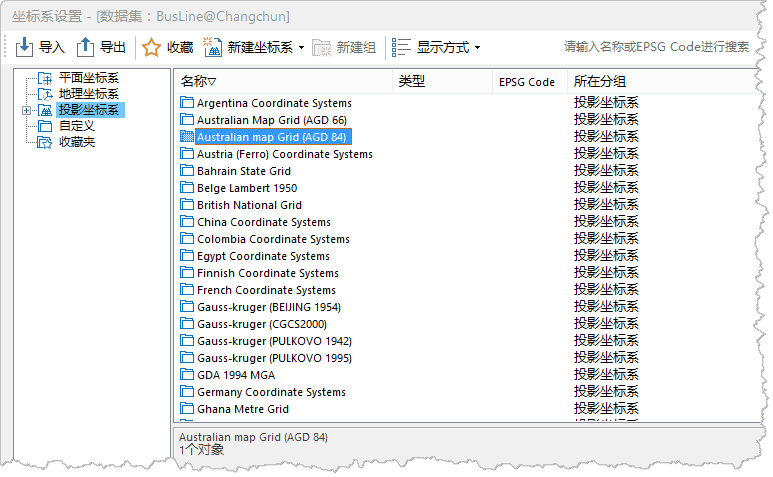 坐标系设置 - [数据集：BusLine@Changchun]
导入 导出 收藏 新建坐标系 新建组 显示方式 请输入名称或EPSG Code进行搜索
平面坐标系
地理坐标系
投影坐标系
自定义
收藏夹
名称 类型 EPSG Code 所在分组
Argentina Coordinate Systems 投影坐标系
Australian Map Grid (AGD 66) 投影坐标系
Australian map Grid (AGD 84) 投影坐标系
Austria (Ferro) Coordinate Systems 投影坐标系
Bahrain State Grid 投影坐标系
Belge Lambert 1950 投影坐标系
British National Grid 投影坐标系
China Coordinate Systems 投影坐标系
Colombia Coordinate Systems 投影坐标系
Egypt Coordinate Systems 投影坐标系
Finnish Coordinate Systems 投影坐标系
French Coordinate Systems 投影坐标系
Gauss-kruger (BEIJING 1954) 投影坐标系
Gauss-kruger (CGCS2000) 投影坐标系
Gauss-kruger (PULKOVO 1942) 投影坐标系
Gauss-kruger (PULKOVO 1995) 投影坐标系
GDA 1994 MGA 投影坐标系
Germany Coordinate Systems 投影坐标系
Ghana Metre Grid 投影坐标系
Australian map Grid (AGD 84)
1个对象